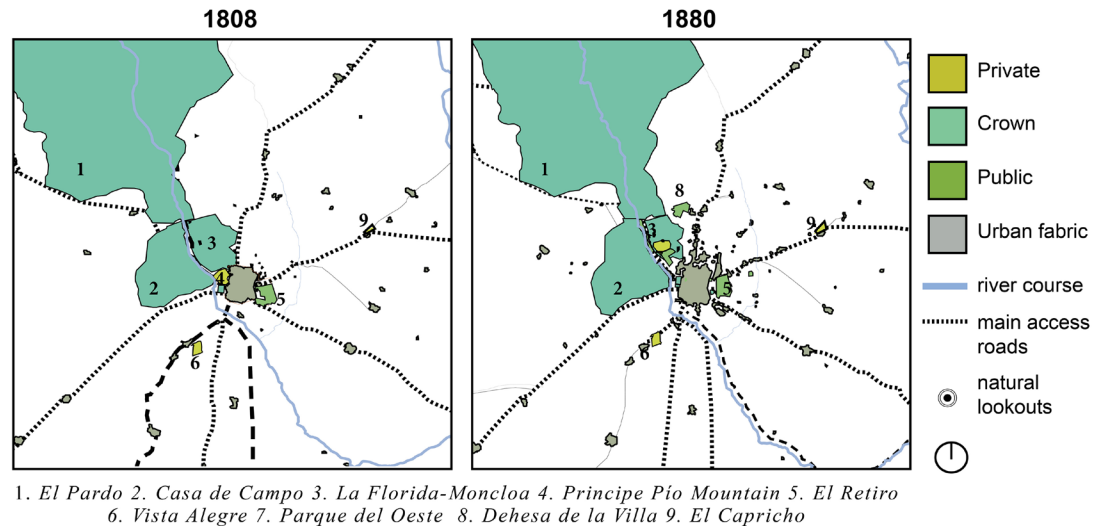 1808
1880
1
2
3
4
5
6
9
1
2
3
5
6
8
9
Private
Crown
Public
Urban fabric
river course
main access
roads
natural
lookouts
1. El Pardo 2. Casa de Campo 3. La Florida-Moncloa 4. Principe Pío Mountain 5. El Retiro
6. Vista Alegre 7. Parque del Oeste 8. Dehesa de la Villa 9. El Capricho